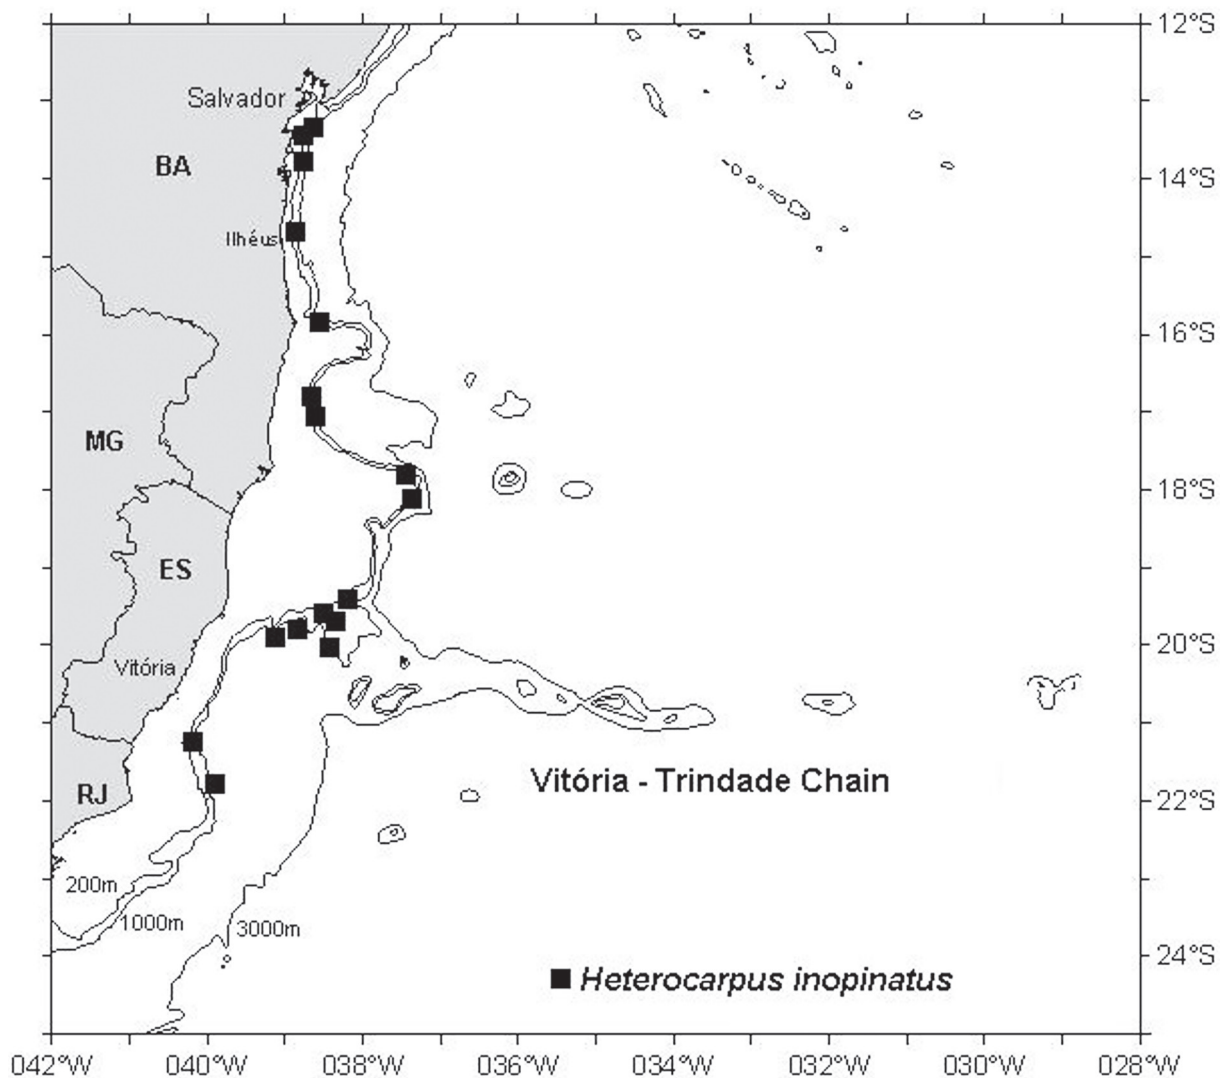 12°S
Salvador
BA
14°S
Ilhéus
16°S
MG
18°S
ES
20°S
Vitória
Vitória - Trindade Chain
RJ
22°S
200m
1000m
3000m
24°S
Heterocarpus inopinatus
042°W 040°W 038°W 036°W 034°W 032°W 030°W 028°W